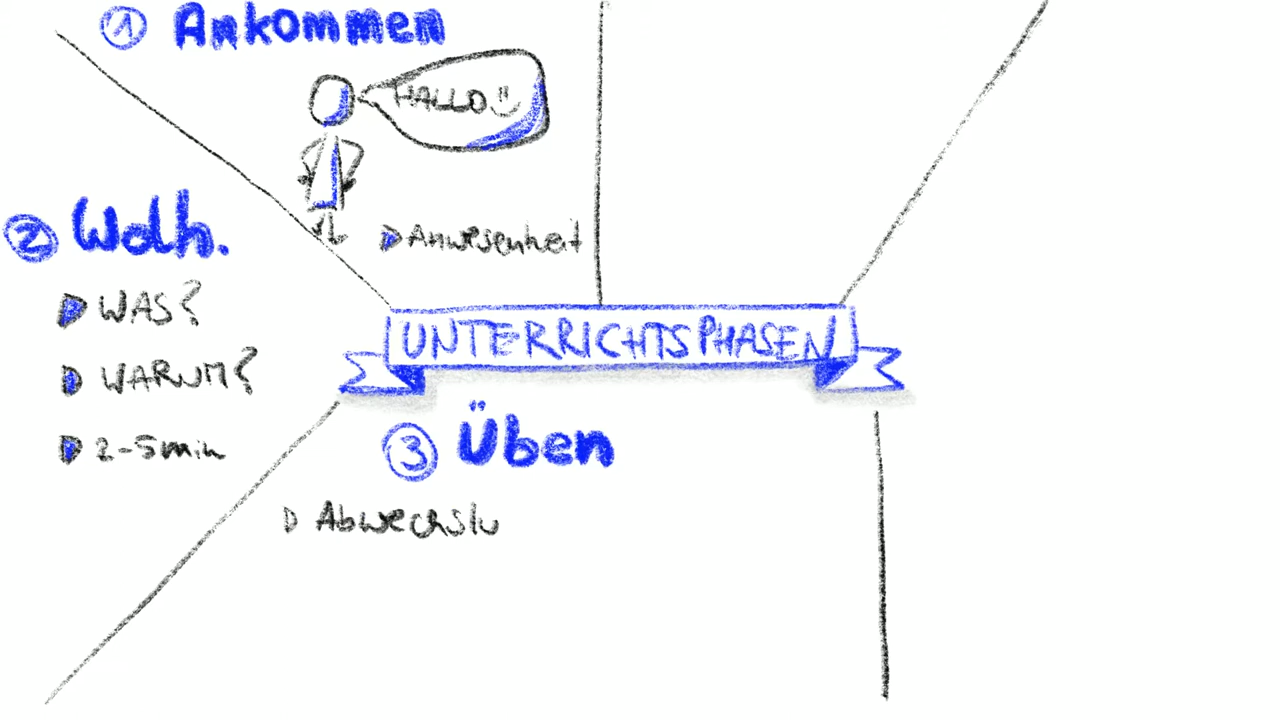 ① Ankommen
HALLO
Anwesenheit
② Wdh.
WAS?
WARUM?
2-5min
UNTERRICHTSPHASEN
③ Üben
Abwechslu